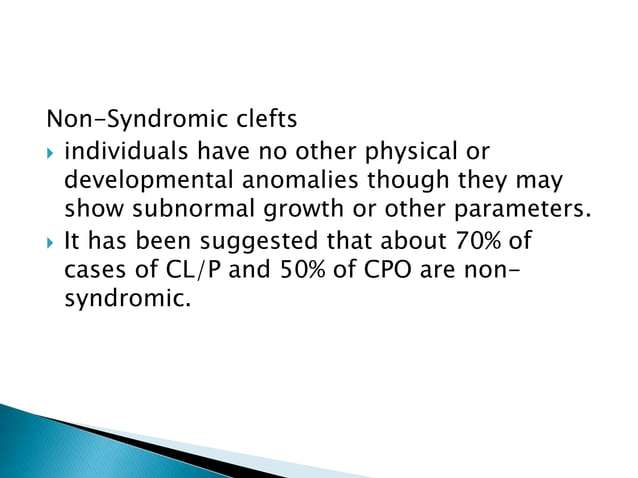 Non-Syndromic clefts
individuals have no other physical or
developmental anomalies though they may
show subnormal growth or other parameters.
It has been suggested that about 70% of
cases of CL/P and 50% of CPO are non-
syndromic.